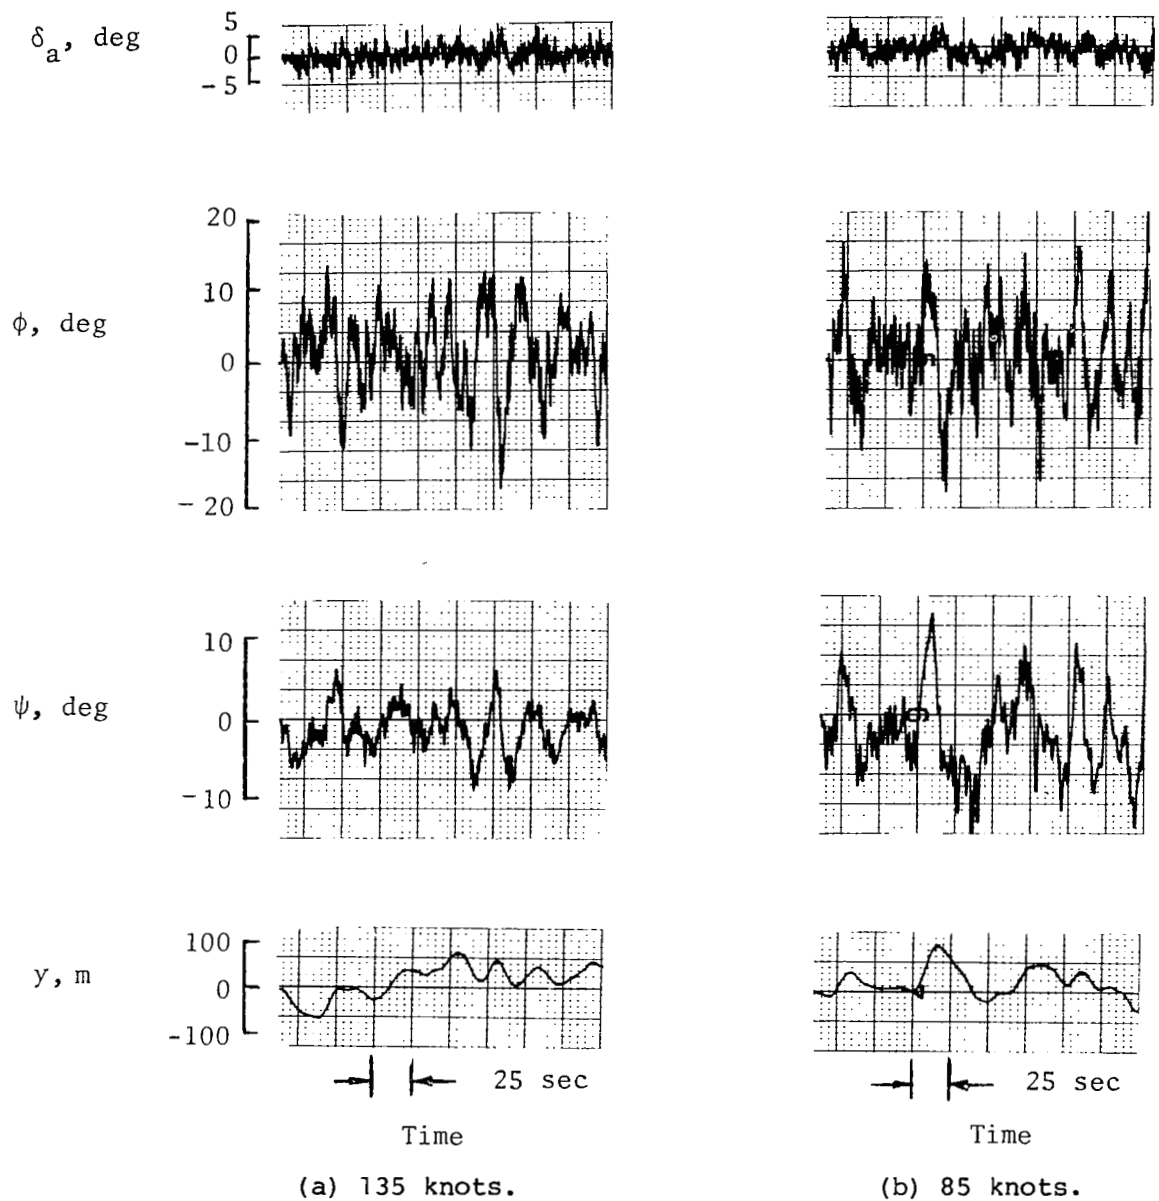 δa, deg
5
0
-5
φ, deg
20
10
0
-10
-20
ψ, deg
10
0
-10
y, m
100
0
-100
25 sec
25 sec
Time
Time
(a) 135 knots.
(b) 85 knots.